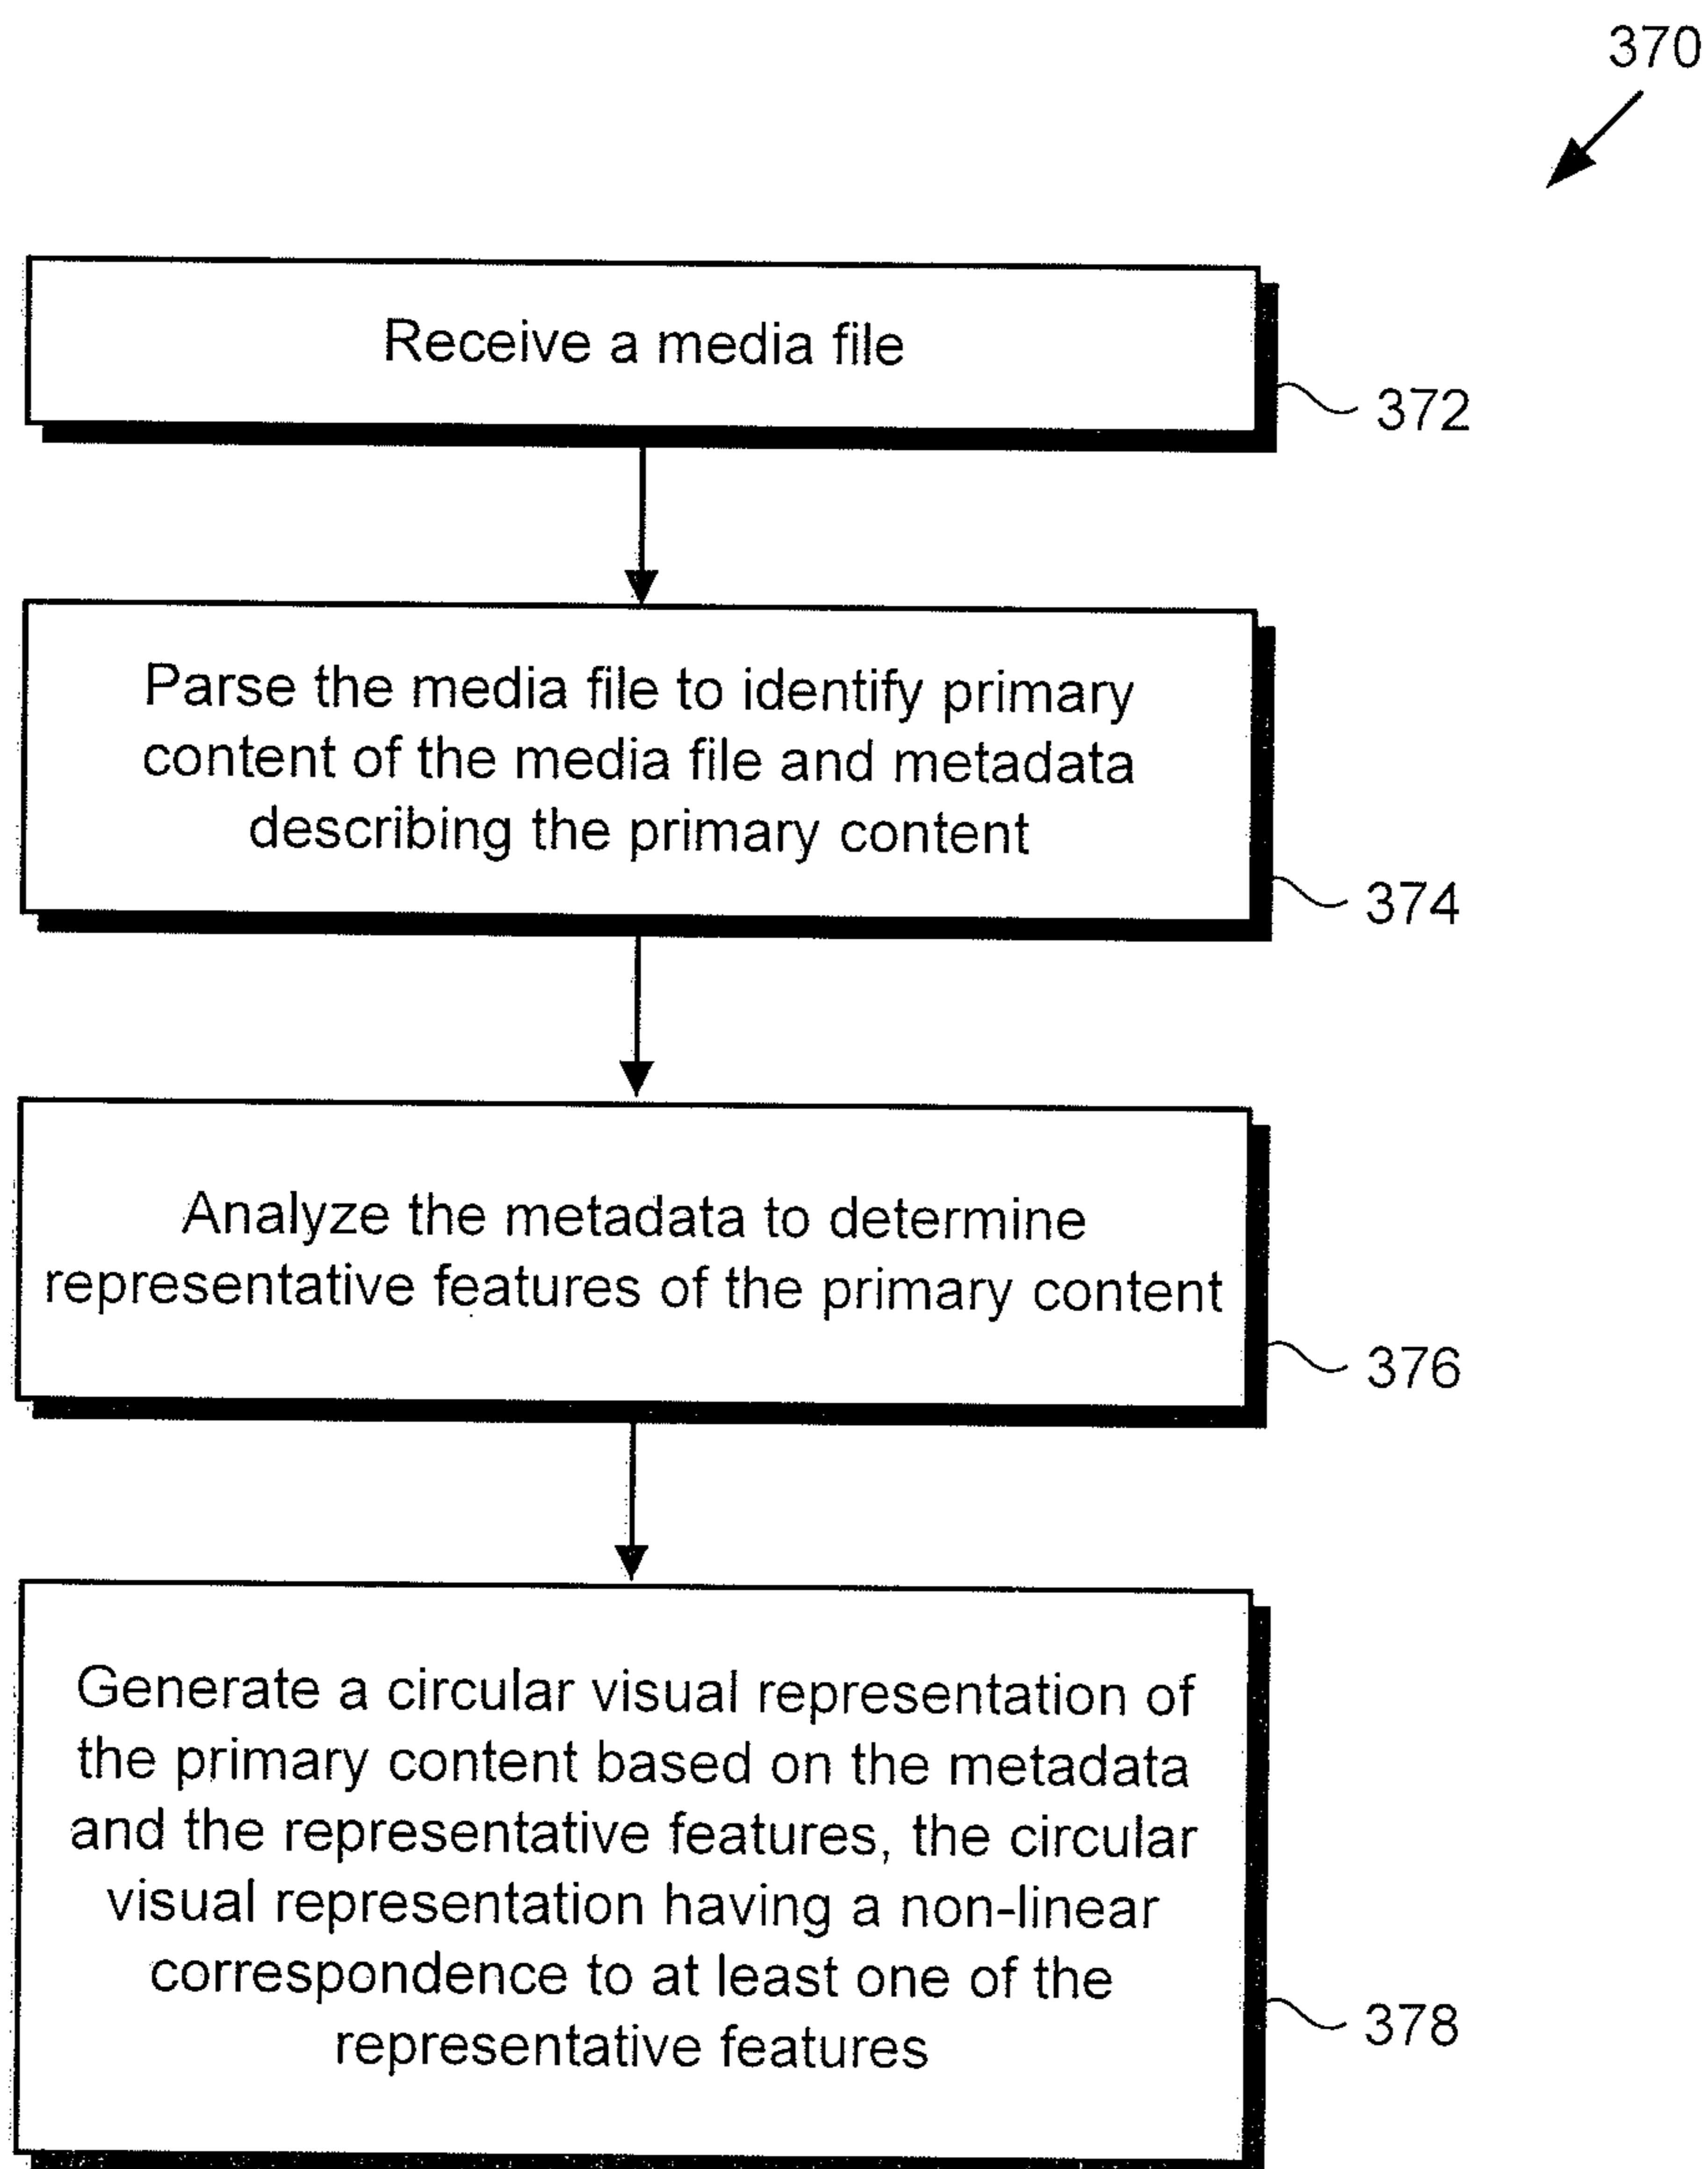 370
Receive a media file
372
Parse the media file to identify primary
content of the media file and metadata
describing the primary content
374
Analyze the metadata to determine
representative features of the primary content
376
Generate a circular visual representation of
the primary content based on the metadata
and the representative features, the circular
visual representation having a non-linear
correspondence to at least one of the
representative features
378